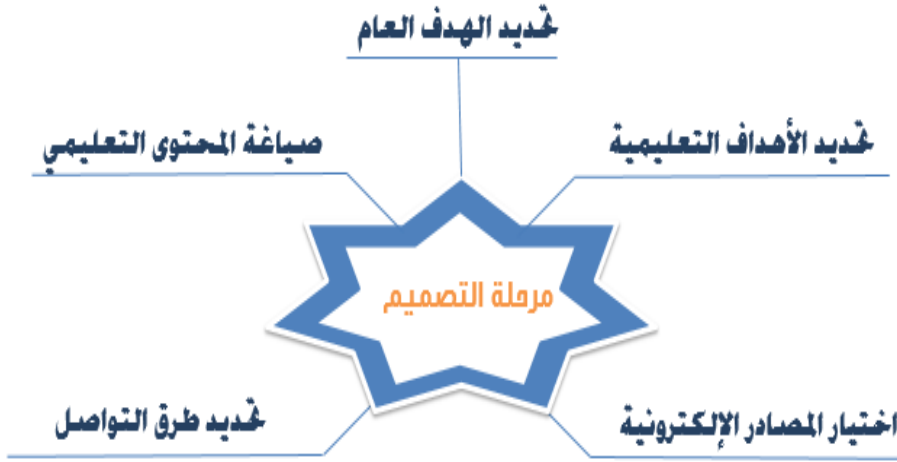 تحديد الهدف العام
تحديد الأهداف التعليمية
صياغة المحتوى التعليمي
مرحلة التصميم
اختيار المصادر الإلكترونية
تحديد طرق التواصل